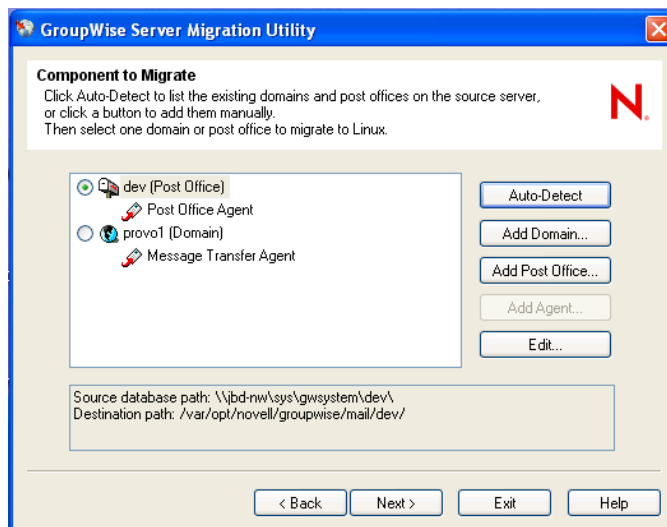 GroupWise Server Migration Utility
Component to Migrate
Click Auto-Detect to list the existing domains and post offices on the source server,
or click a button to add them manually.
Then select one domain or post office to migrate to Linux.
N.
dev (Post Office)
Post Office Agent
provo1 (Domain)
Message Transfer Agent
Auto-Detect
Add Domain...
Add Post Office...
Add Agent...
Edit...
Source database path: \\jbd-nw\sys\gwsystem\dev\
Destination path: /var/opt/novell/groupwise/mail/dev/
< Back
Next >
Exit
Help